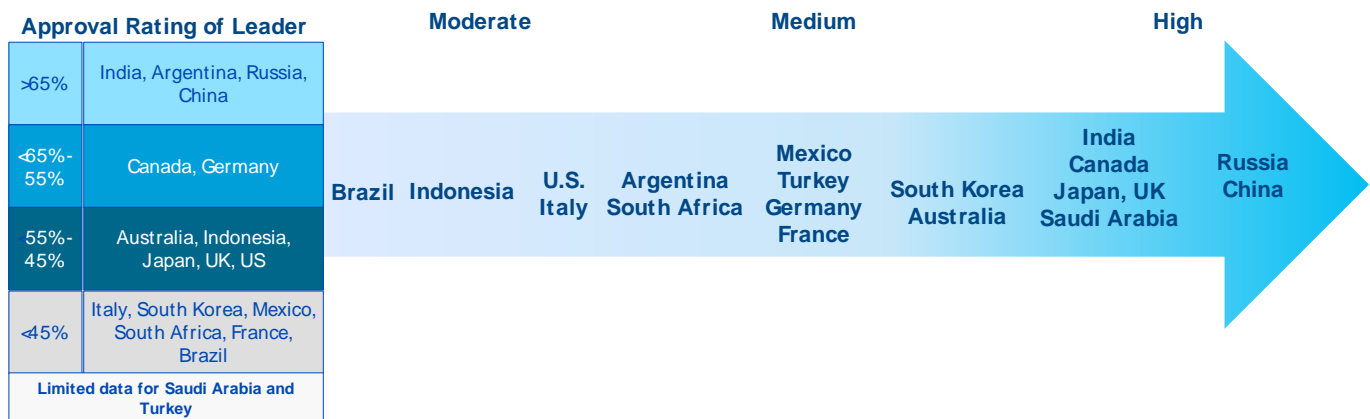 Approval Rating of Leader
>65%
India, Argentina, Russia,
China
<65%-
55%
Canada, Germany
<55%-
45%
Australia, Indonesia,
Japan, UK, US
<45%
Italy, South Korea, Mexico,
South Africa, France,
Brazil
Limited data for Saudi Arabia and
Turkey
Moderate
Medium
High
Brazil
Indonesia
U.S.
Italy
Argentina
South Africa
Mexico
Turkey
Germany
France
South Korea
Australia
India
Canada
Japan, UK
Saudi Arabia
Russia
China